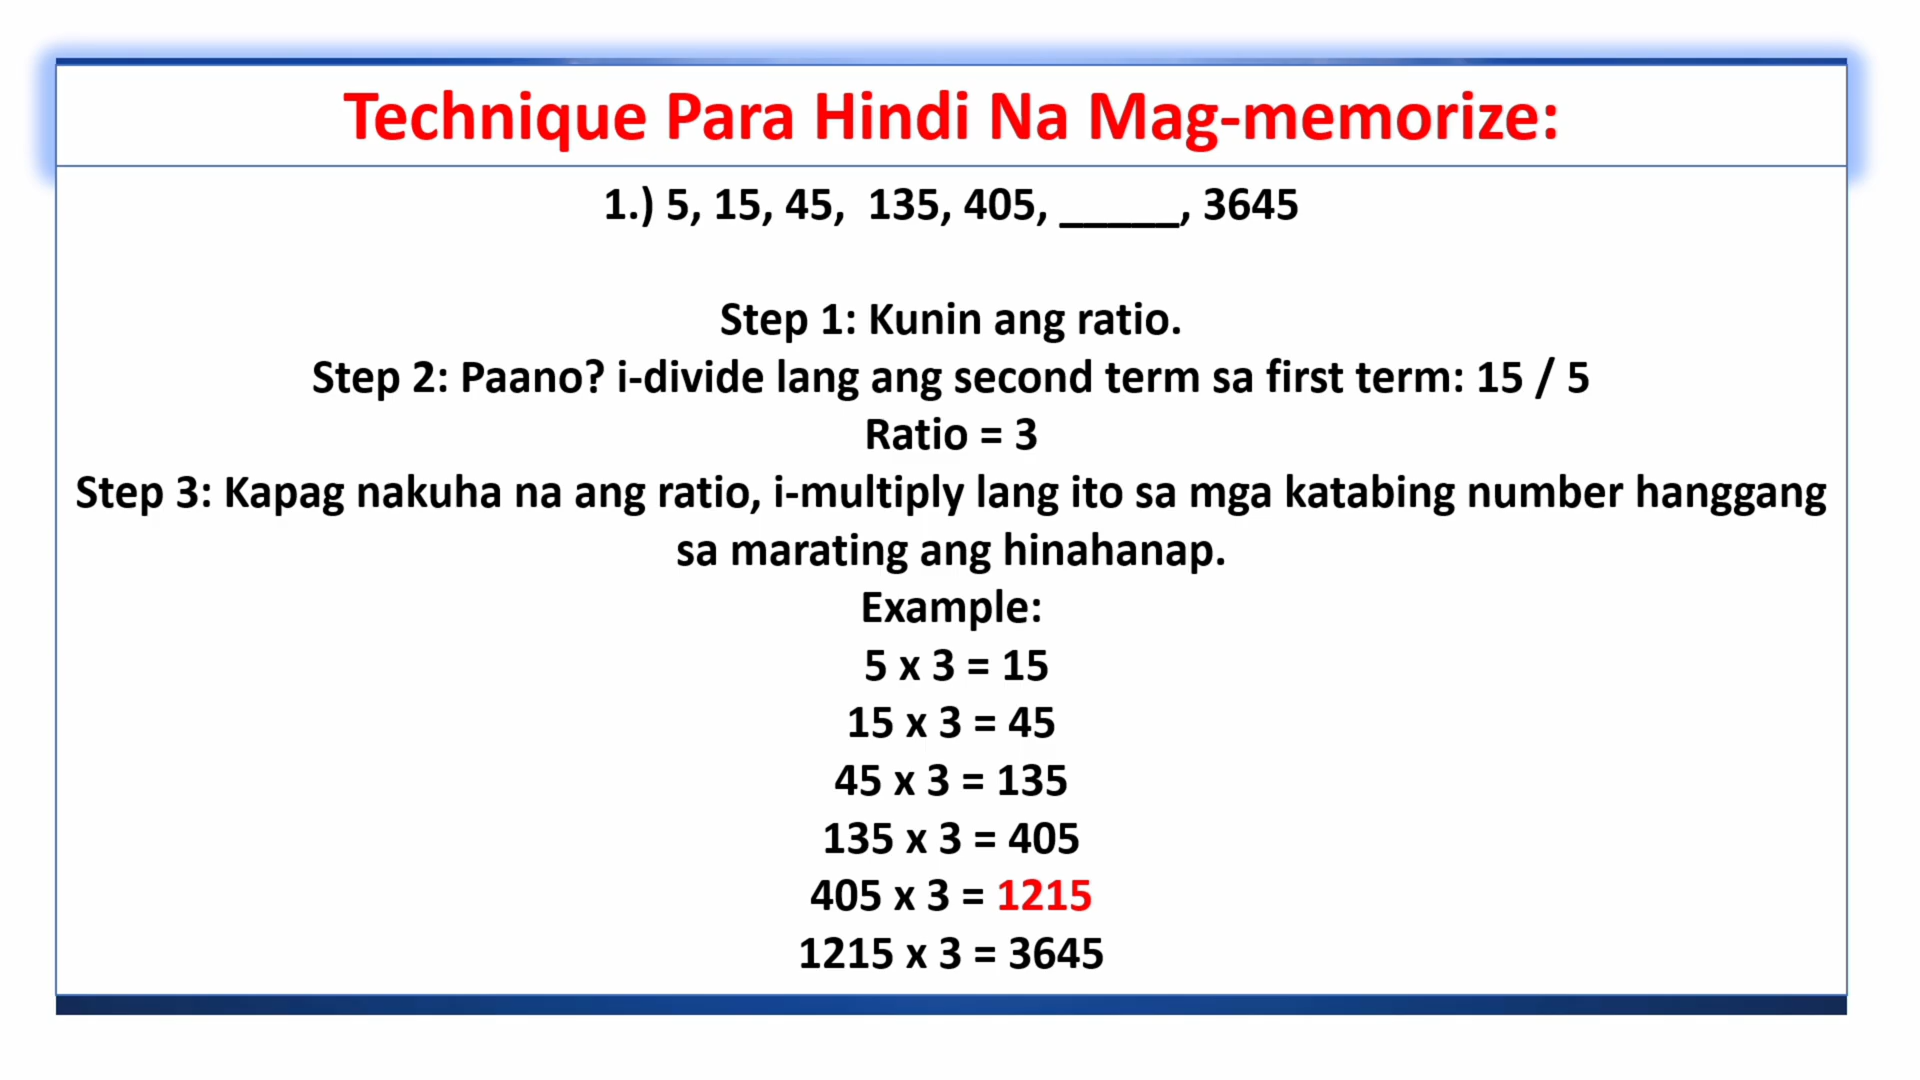 Technique Para Hindi Na Mag-memorize:
1.) 5, 15, 45, 135, 405, _____, 3645
Step 1: Kunin ang ratio.
Step 2: Paano? i-divide lang ang second term sa first term: 15 / 5
Ratio = 3
Step 3: Kapag nakuha na ang ratio, i-multiply lang ito sa mga katabing number hanggang
sa marating ang hinahanap.
Example:
5 x 3 = 15
15 x 3 = 45
45 x 3 = 135
135 x 3 = 405
405 x 3 = 1215
1215 x 3 = 3645